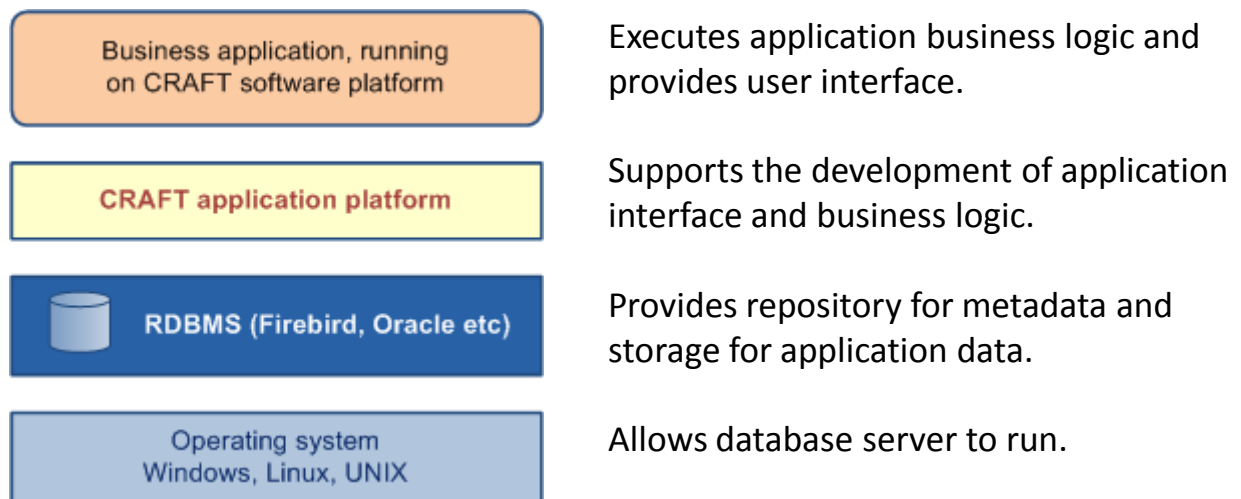 Business application, running
on CRAFT software platform
Executes application business logic and
provides user interface.
CRAFT application platform
Supports the development of application
interface and business logic.
RDBMS (Firebird, Oracle etc)
Provides repository for metadata and
storage for application data.
Operating system
Windows, Linux, UNIX
Allows database server to run.